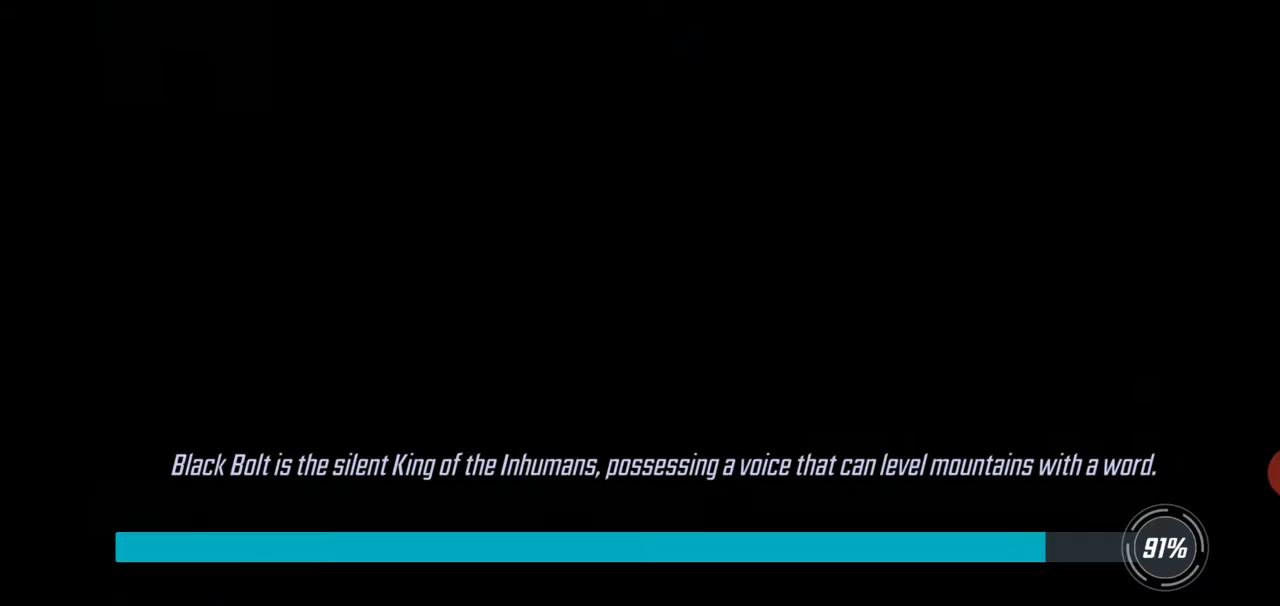 Black Bolt is the silent King of the Inhumans, possessing a voice that can level mountains with a word.
91%